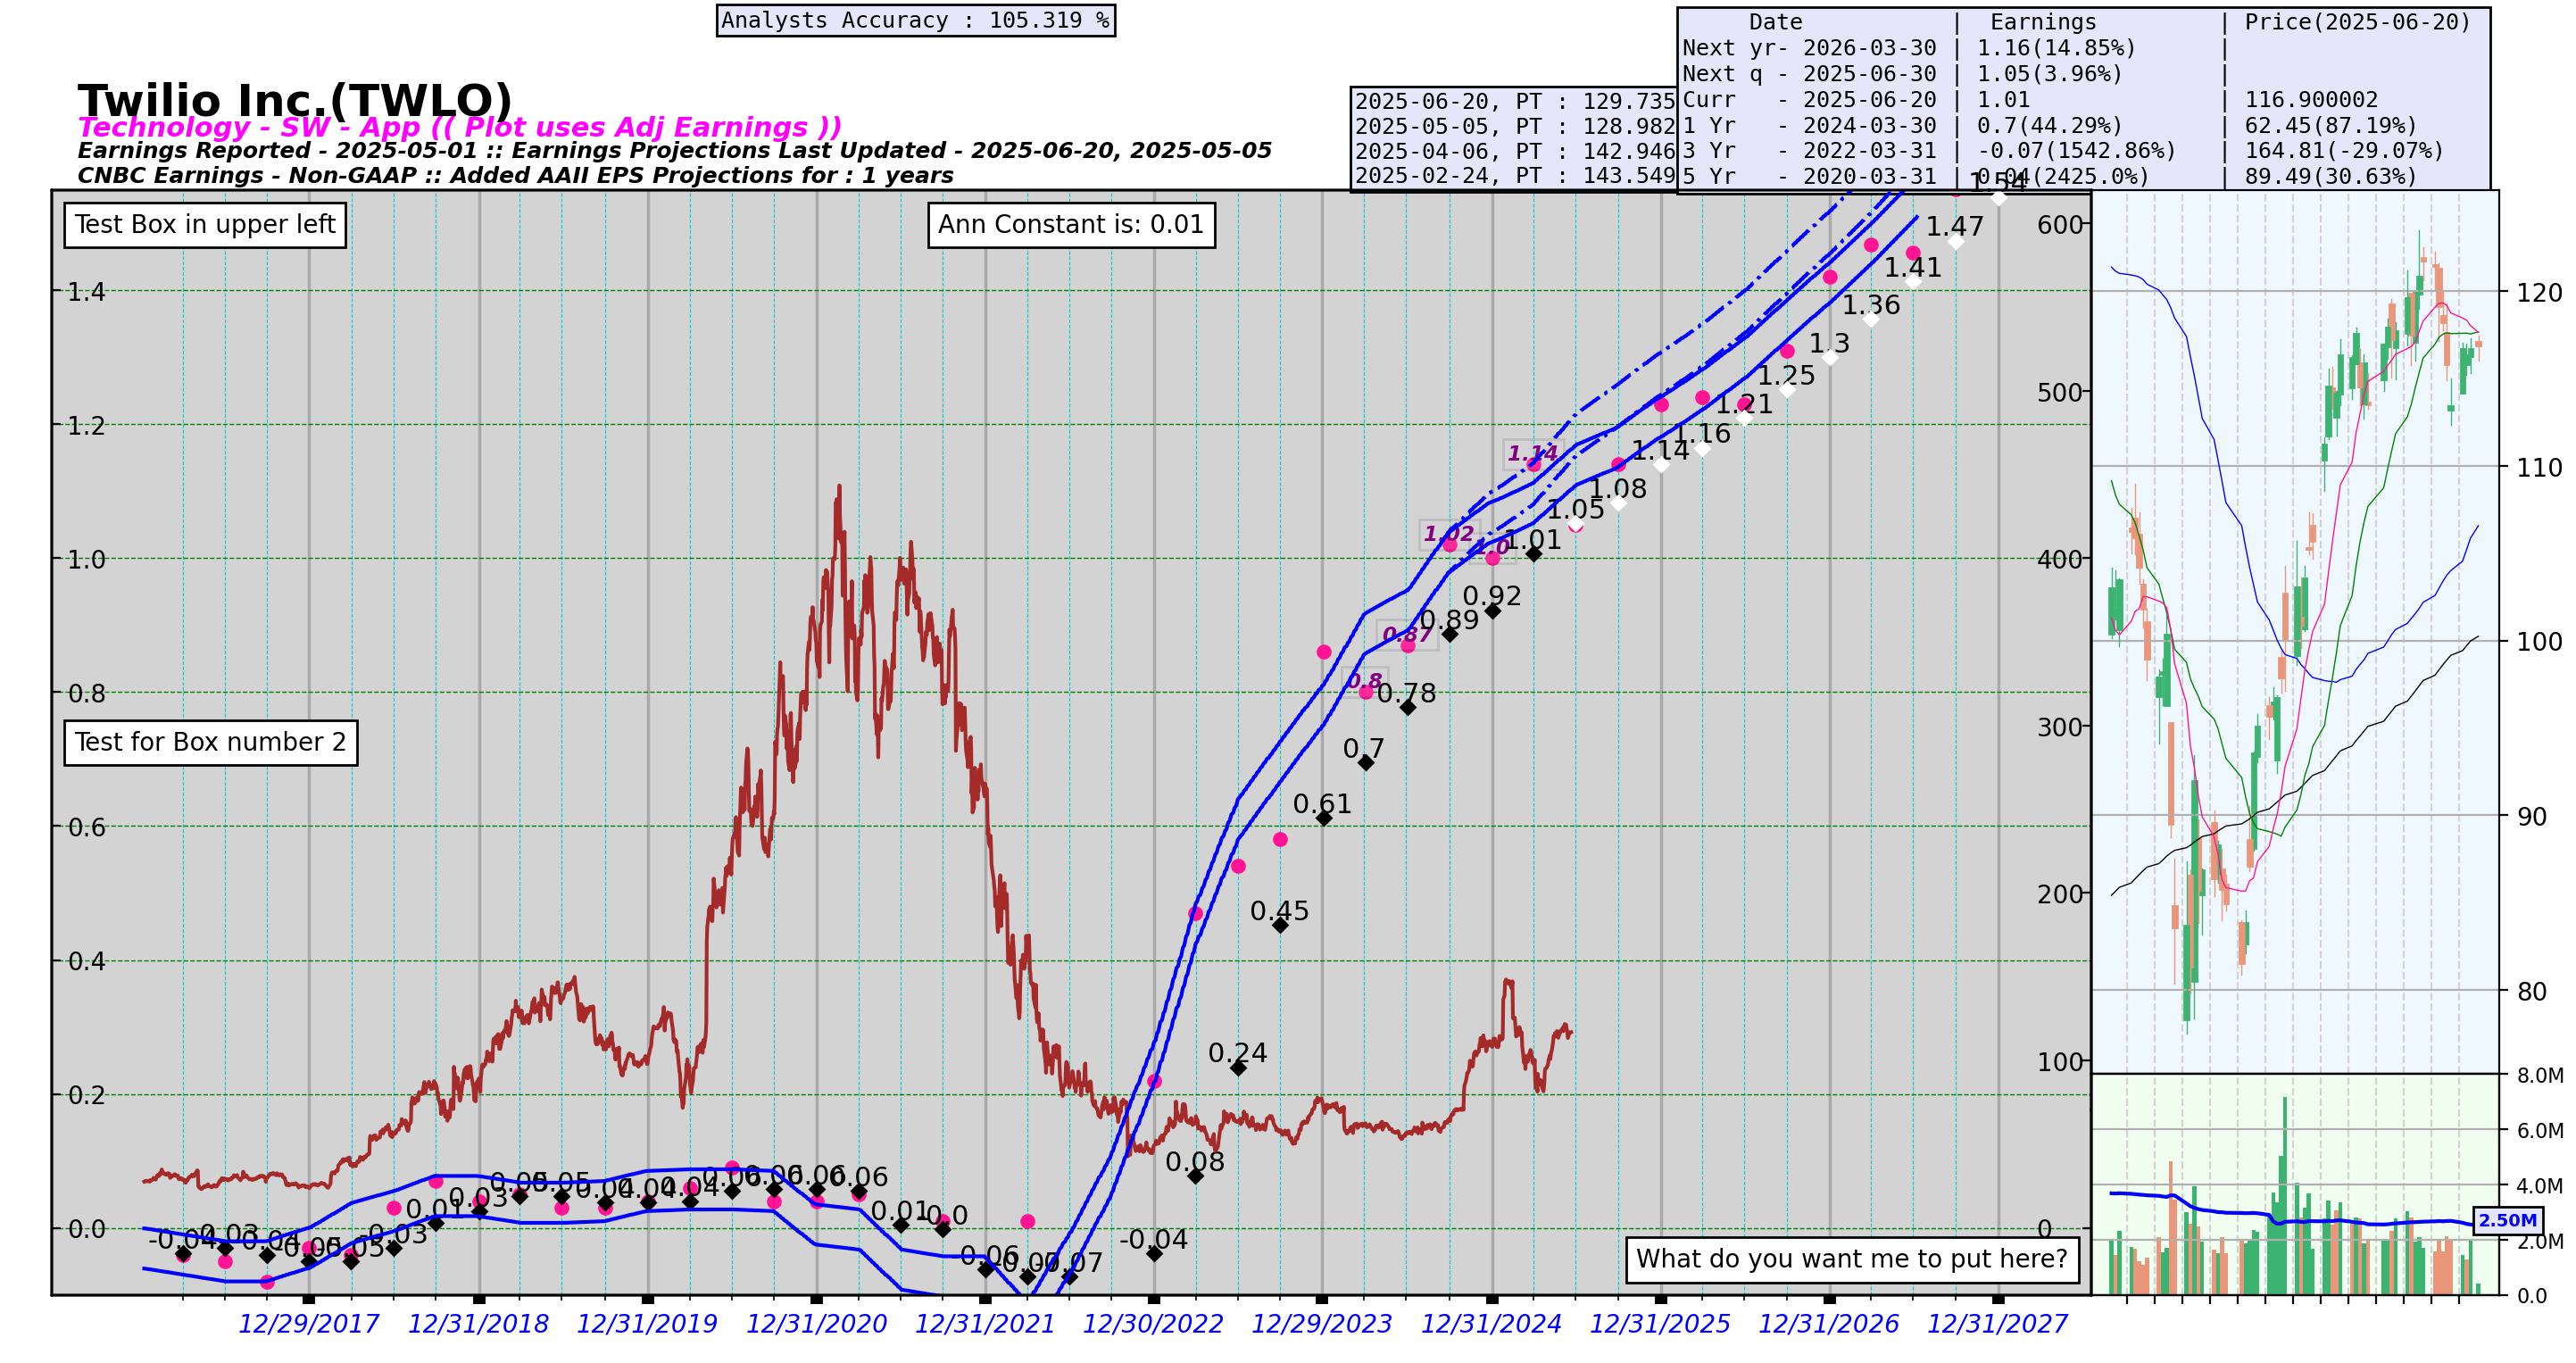 Analysts Accuracy : 105.319 %
Date | Earnings | Price(2025-06-20)
Next yr- 2026-03-30 | 1.16(14.85%) |
Next q - 2025-06-30 | 1.05(3.96%) |
Curr - 2025-06-20 | 1.01 | 116.900002
1 Yr - 2024-03-30 | 0.7(44.29%) | 62.45(87.19%)
3 Yr - 2022-03-31 | -0.07(1542.86%) | 164.81(-29.07%)
5 Yr - 2020-03-31 | 0.04(2425.0%) | 89.49(30.63%)
Twilio Inc.(TWLO)
Technology - SW - App (( Plot uses Adj Earnings ))
Earnings Reported - 2025-05-01 :: Earnings Projections Last Updated - 2025-06-20, 2025-05-05
CNBC Earnings - Non-GAAP :: Added AAII EPS Projections for : 1 years
2025-06-20, PT : 129.735
2025-05-05, PT : 128.982
2025-04-06, PT : 142.946
2025-02-24, PT : 143.549
Test Box in upper left
Ann Constant is: 0.01
Test for Box number 2
What do you want me to put here?
1.4
1.2
1.0
0.8
0.6
0.4
0.2
0.0
-0.03
0.01
0.03
0.06
0.01
0.0
-0.06
-0.07
-0.04
0.08
0.24
0.45
0.61
0.7
0.78
0.89
0.92
1.01
1.05
1.08
1.14
1.16
1.21
1.25
1.3
1.36
1.41
1.47
1.54
0.8
0.87
1.02
1.0
1.14
600
500
400
300
200
100
0
120
110
100
90
80
8.0M
6.0M
4.0M
2.50M
2.0M
0.0
12/29/2017
12/31/2018
12/31/2019
12/31/2020
12/31/2021
12/30/2022
12/29/2023
12/31/2024
12/31/2025
12/31/2026
12/31/2027